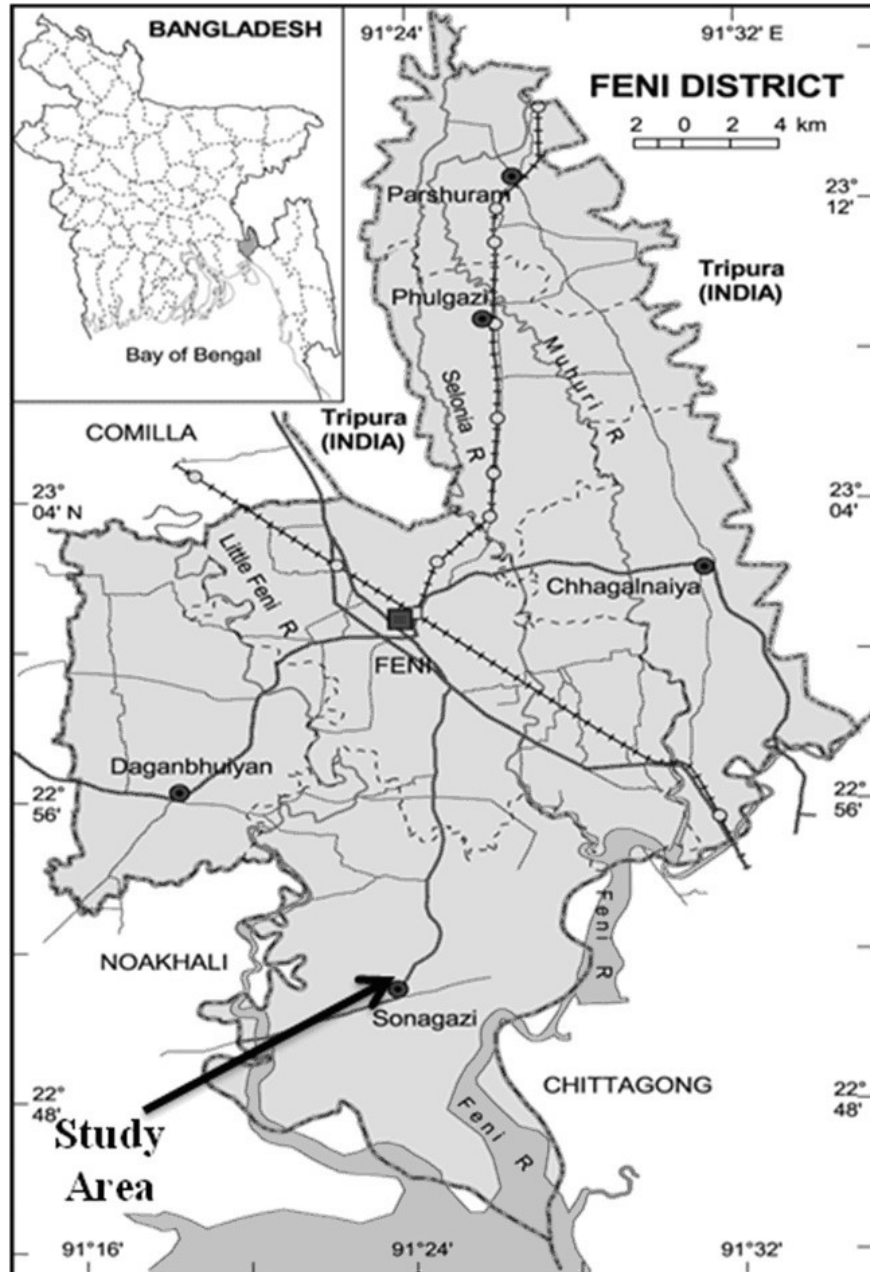 BANGLADESH
Bay of Bengal
91°24'
91°32' E
FENI DISTRICT
2 0 2 4 km
23°
12'
Parshuram
Tripura
(INDIA)
Phulgazi
Muhuri R
Selonia R
COMILLA
Tripura
(INDIA)
23°
04' N
23°
04'
Little Feni R
Chhagalnaiya
FENI
Daganbhuiyan
22°
56'
22°
56'
Feni R
NOAKHALI
Sonagazi
CHITTAGONG
22°
48'
22°
48'
Feni R
Study
Area
91°16'
91°24'
91°32'